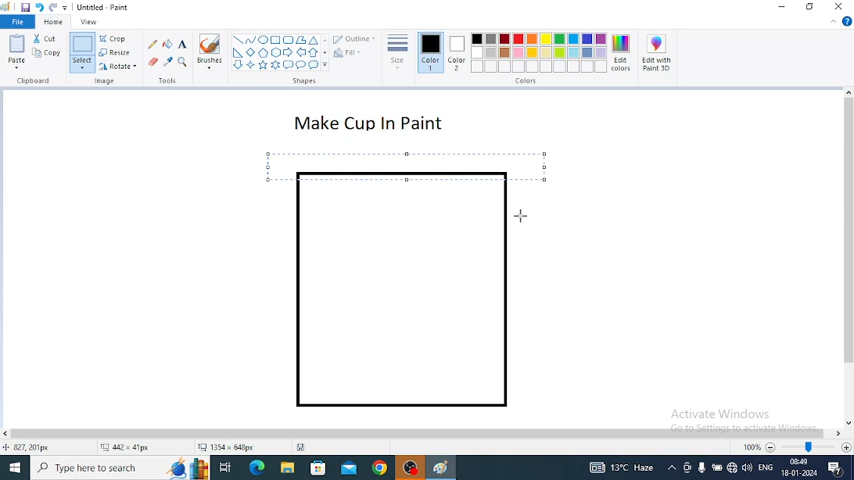 Untitled - Paint
File Home View
Paste
Cut
Copy
Clipboard
Select
Crop
Resize
Rotate
Image
A
Tools
Brushes
Shapes
Outline
Fill
Size
Color 1
Color 2
Colors
Edit colors
Edit with Paint 3D
Make Cup In Paint
Activate Windows
Go to Settings to activate Windows.
827, 201px
442 × 41px
1354 × 648px
100%
Type here to search
13°C Haze
ENG
08:49
18-01-2024
7